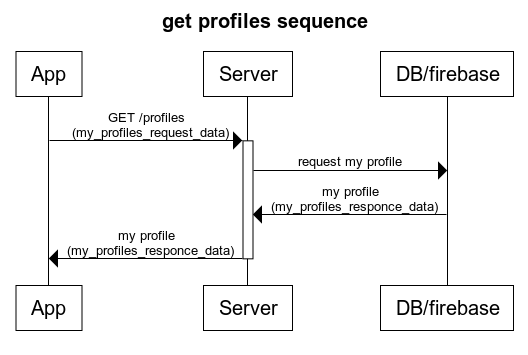 get profiles sequence
App
Server
DB/firebase
GET /profiles
(my_profiles_request_data)
request my profile
my profile
(my_profiles_responce_data)
my profile
(my_profiles_responce_data)
App
Server
DB/firebase